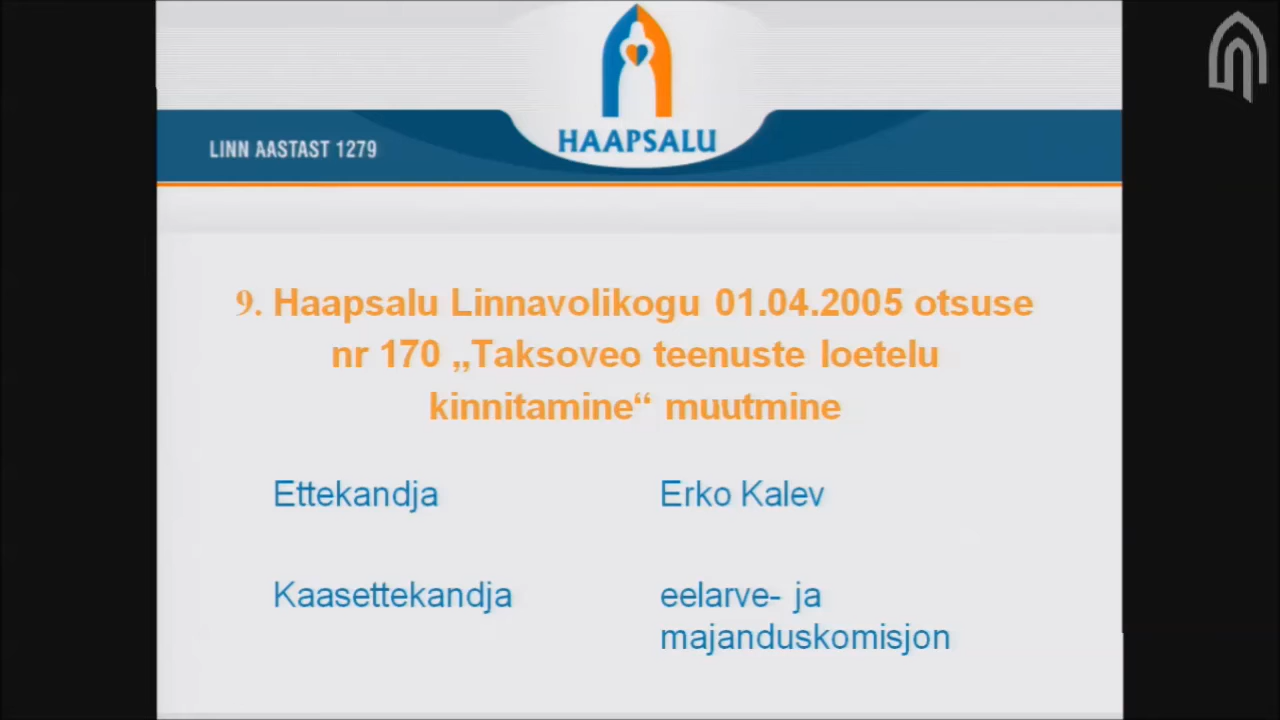 HAAPSALU
LINN AASTAST 1279
9. Haapsalu Linnavolikogu 01.04.2005 otsuse
nr 170 „Taksoveo teenuste loetelu
kinnitamine“ muutmine
Ettekandja Erko Kalev
Kaasettekandja eelarve- ja
majanduskomisjon